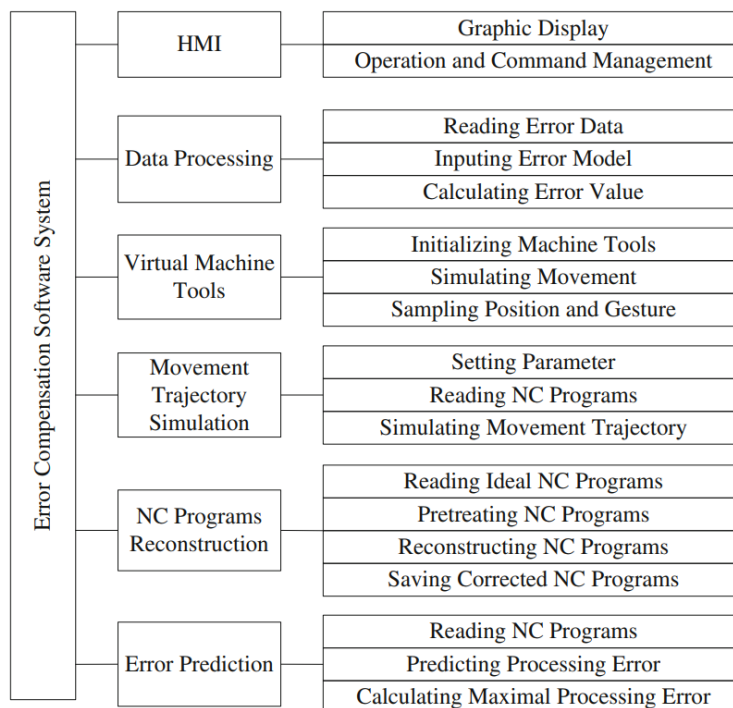 Error Compensation Software System
HMI
Graphic Display
Operation and Command Management
Data Processing
Reading Error Data
Inputing Error Model
Calculating Error Value
Virtual Machine
Tools
Initializing Machine Tools
Simulating Movement
Sampling Position and Gesture
Movement
Trajectory
Simulation
Setting Parameter
Reading NC Programs
Simulating Movement Trajectory
NC Programs
Reconstruction
Reading Ideal NC Programs
Pretreating NC Programs
Reconstructing NC Programs
Saving Corrected NC Programs
Error Prediction
Reading NC Programs
Predicting Processing Error
Calculating Maximal Processing Error